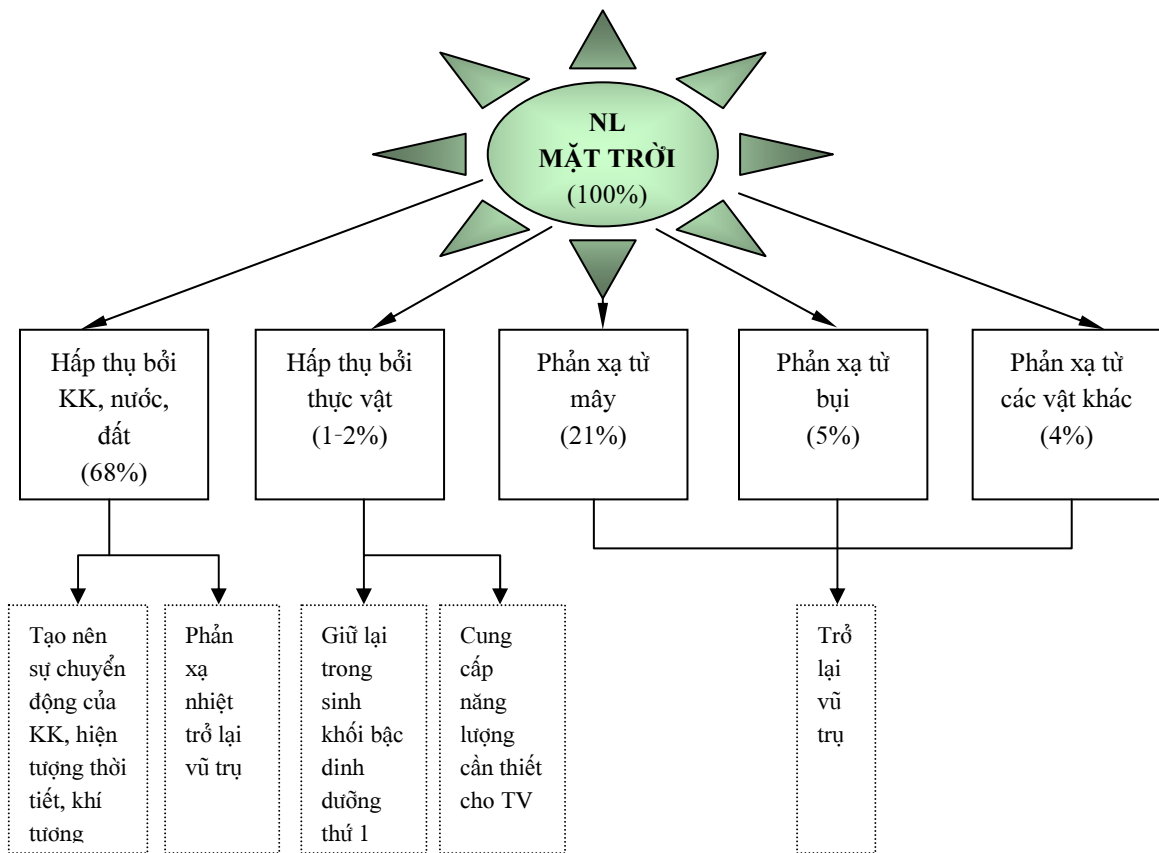 NL
MẶT TRỜI
(100%)
Hấp thụ bởi
KK, nước,
đất
(68%)
Hấp thụ bởi
thực vật
(1-2%)
Phản xạ từ
mây
(21%)
Phản xạ từ
bụi
(5%)
Phản xạ từ
các vật khác
(4%)
Tạo nên
sự chuyển
động của
KK, hiện
tượng thời
tiết, khí
tương
Phản
xạ
nhiệt
trở lại
vũ trụ
Giữ lại
trong
sinh
khối bậc
dinh
dưỡng
thứ 1
Cung
cấp
năng
lượng
cần thiết
cho TV
Trở
lại
vũ
trụ